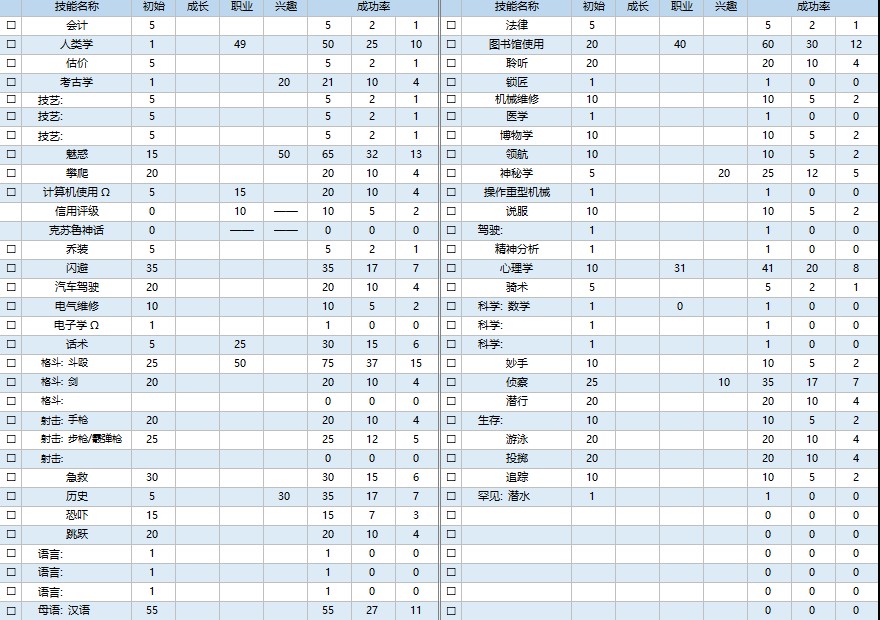 技能名称 初始 成长 职业 兴趣 成功率 技能名称 初始 成长 职业 兴趣 成功率
☐ 会计 5 5 2 1 ☐ 法律 5 5 2 1
☐ 人类学 1 49 50 25 10 ☐ 图书馆使用 20 40 60 30 12
☐ 估价 5 5 2 1 ☐ 聆听 20 20 10 4
☐ 考古学 1 20 21 10 4 ☐ 锁匠 1 1 0 0
☐ 技艺: 5 5 2 1 ☐ 机械维修 10 10 5 2
☐ 技艺: 5 5 2 1 ☐ 医学 1 1 0 0
☐ 技艺: 5 5 2 1 ☐ 博物学 10 10 5 2
☐ 魅惑 15 50 65 32 13 ☐ 领航 10 10 5 2
☐ 攀爬 20 20 10 4 ☐ 神秘学 5 20 25 12 5
☐ 计算机使用 Ω 5 15 20 10 4 ☐ 操作重型机械 1 1 0 0
信用评级 0 10 —— 10 5 2 ☐ 说服 10 10 5 2
克苏鲁神话 0 —— —— 0 0 0 ☐ 驾驶: 1 1 0 0
☐ 乔装 5 5 2 1 ☐ 精神分析 1 1 0 0
☐ 闪避 35 35 17 7 ☐ 心理学 10 31 41 20 8
☐ 汽车驾驶 20 20 10 4 ☐ 骑术 5 5 2 1
☐ 电气维修 10 10 5 2 ☐ 科学: 数学 1 0 1 0 0
☐ 电子学 Ω 1 1 0 0 ☐ 科学: 1 1 0 0
☐ 话术 5 25 30 15 6 ☐ 科学: 1 1 0 0
☐ 格斗: 斗殴 25 50 75 37 15 ☐ 妙手 10 10 5 2
☐ 格斗: 剑 20 20 10 4 ☐ 侦察 25 10 35 17 7
☐ 格斗: 0 0 0 ☐ 潜行 20 20 10 4
☐ 射击: 手枪 20 20 10 4 ☐ 生存: 10 10 5 2
☐ 射击: 步枪/霰弹枪 25 25 12 5 ☐ 游泳 20 20 10 4
☐ 射击: 0 0 0 ☐ 投掷 20 20 10 4
☐ 急救 30 30 15 6 ☐ 追踪 10 10 5 2
☐ 历史 5 30 35 17 7 ☐ 罕见: 潜水 1 1 0 0
☐ 恐吓 15 15 7 3 ☐ 0 0 0
☐ 跳跃 20 20 10 4 ☐ 0 0 0
☐ 语言: 1 1 0 0 ☐ 0 0 0
☐ 语言: 1 1 0 0 ☐ 0 0 0
☐ 语言: 1 1 0 0 ☐ 0 0 0
☐ 母语: 汉语 55 55 27 11 ☐ 0 0 0